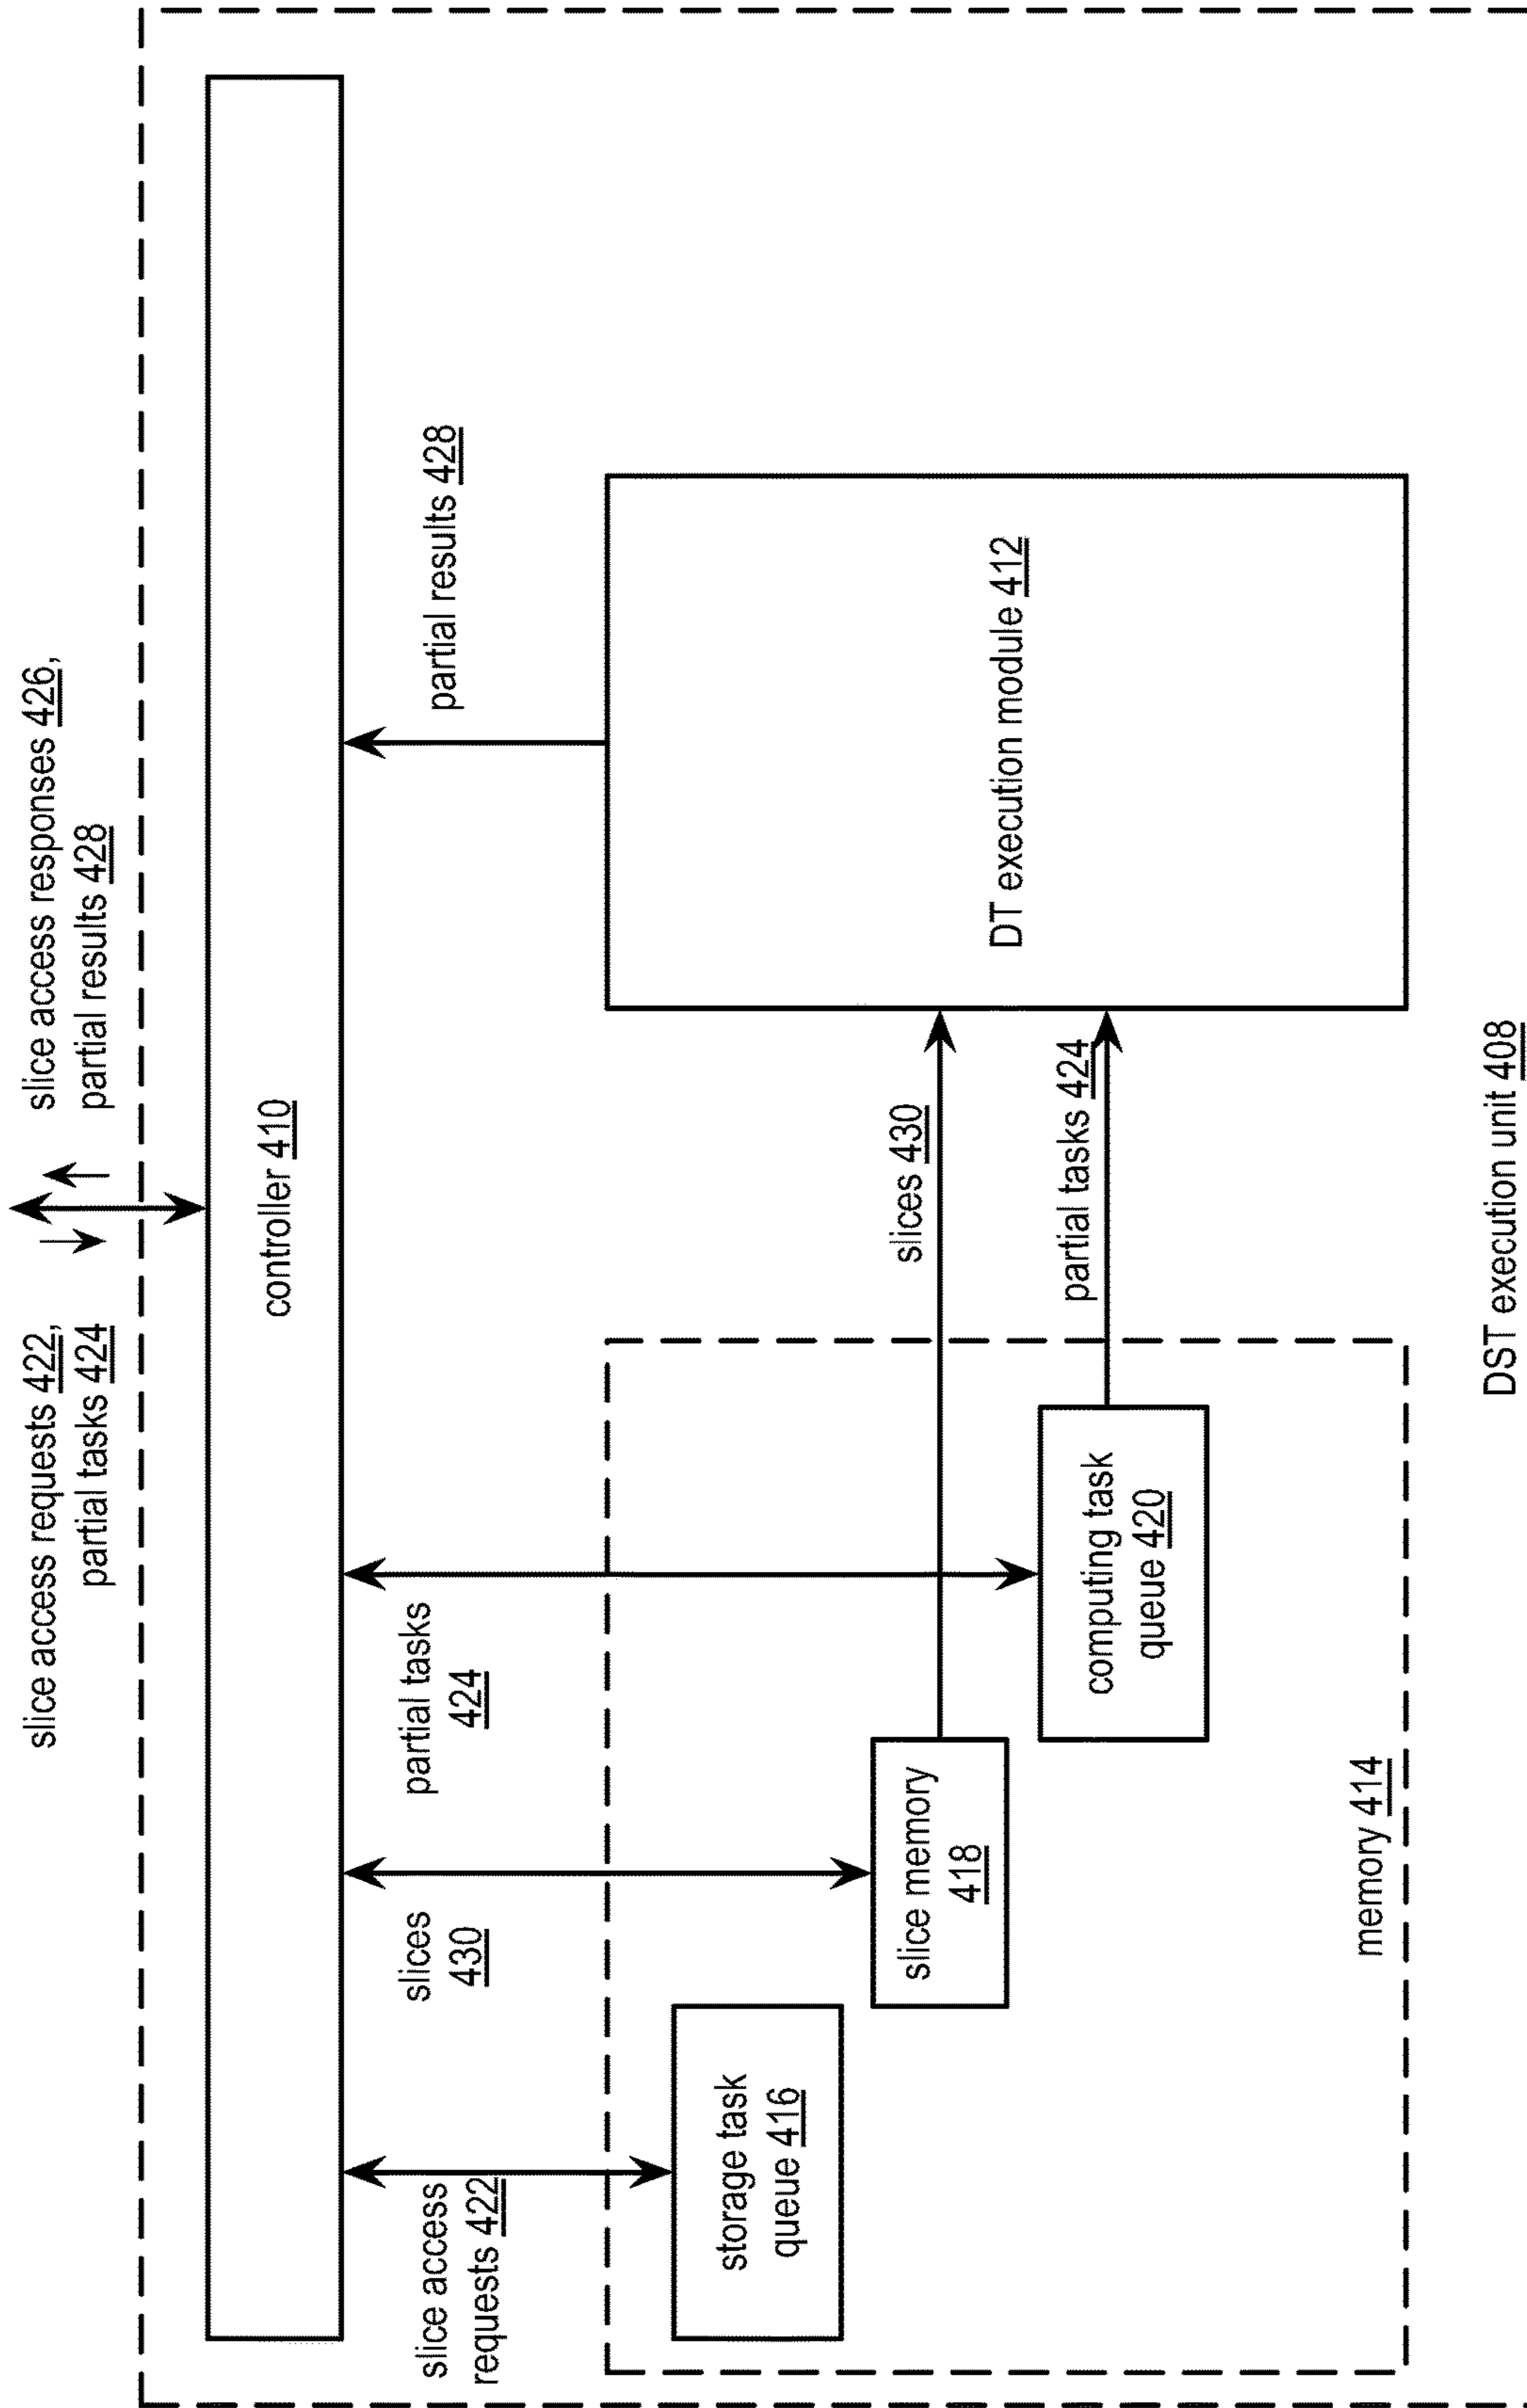 slice access requests 422,
partial tasks 424
slice access responses 426,
partial results 428
controller 410
slice access
requests 422
slices
430
partial tasks
424
partial results 428
storage task
queue 416
slice memory
418
computing task
queue 420
slices 430
partial tasks 424
DT execution module 412
memory 414
DST execution unit 408